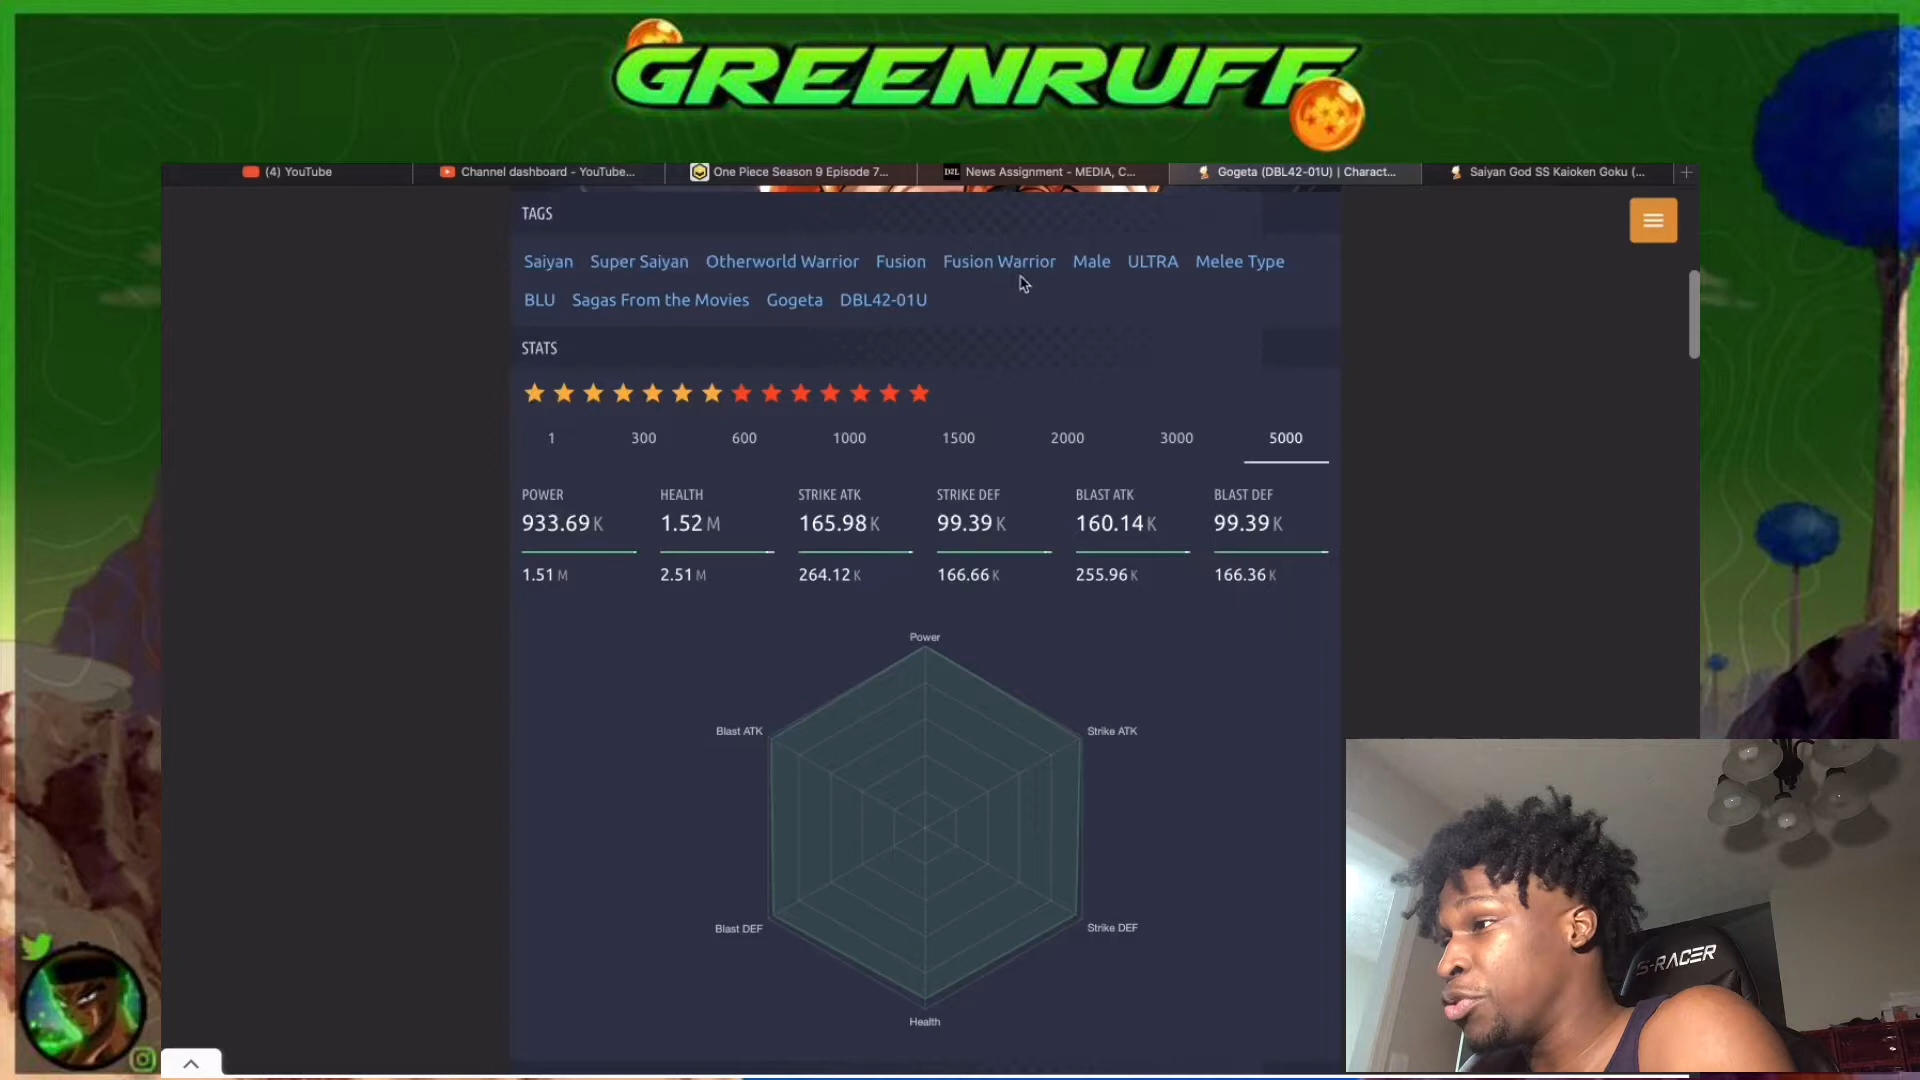 GREENRUFF
(4) YouTube
Channel dashboard - YouTube...
One Piece Season 9 Episode 7...
D2L
News Assignment - MEDIA, C...
Gogeta (DBL42-01U) | Charact...
Saiyan God SS Kaioken Goku (...
TAGS
Saiyan Super Saiyan Otherworld Warrior Fusion Fusion Warrior Male ULTRA Melee Type
BLU Sagas From the Movies Gogeta DBL42-01U
STATS
1 300 600 1000 1500 2000 3000 5000
POWER HEALTH STRIKE ATK STRIKE DEF BLAST ATK BLAST DEF
933.69 K 1.52 M 165.98 K 99.39 K 160.14 K 99.39 K
1.51 M 2.51 M 264.12 K 166.66 K 255.96 K 166.36 K
Power
Blast ATK Strike ATK
Blast DEF Strike DEF
Health
S-RACER